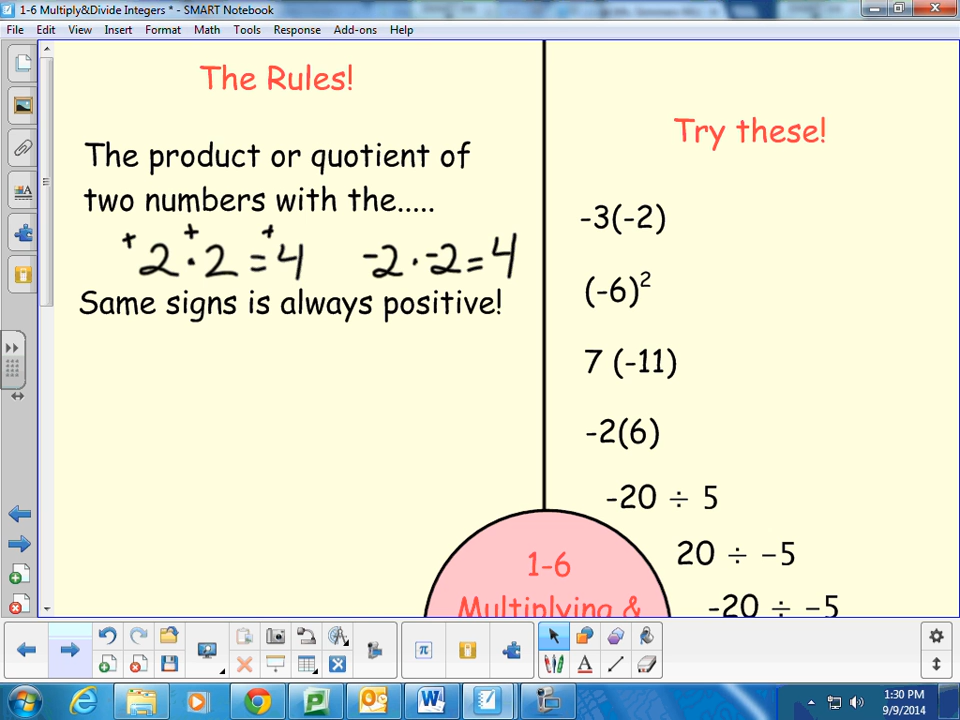 1-6 Multiply&Divide Integers * - SMART Notebook
File Edit View Insert Format Math Tools Response Add-ons Help
The Rules!
The product or quotient of
two numbers with the.....
+2 · +2 = +4 -2 · -2 = 4
Same signs is always positive!
Try these!
-3(-2)
(-6)²
7 (-11)
-2(6)
-20 ÷ 5
20 ÷ −5
-20 ÷ −5
1-6
Multiplying &
1:30 PM
9/9/2014